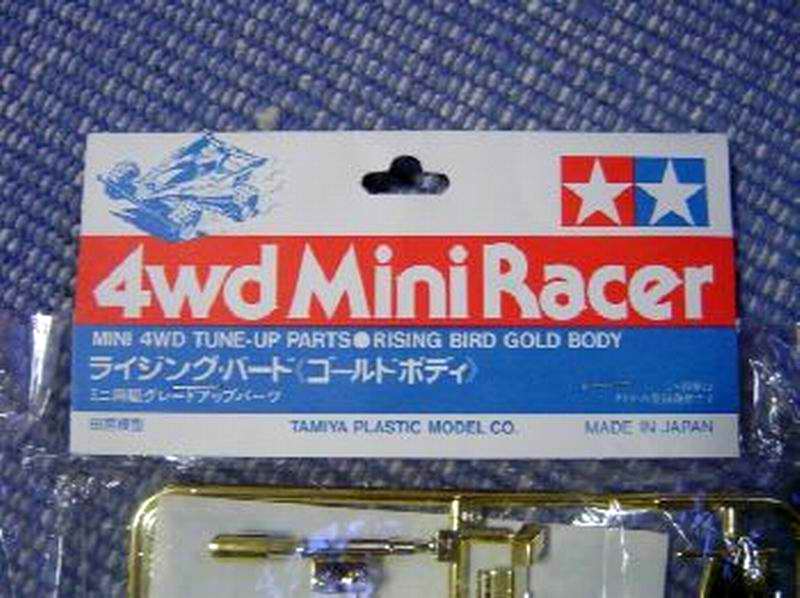 4wd Mini Racer
MINI 4WD TUNE-UP PARTS●RISING BIRD GOLD BODY
ライジング・バード《ゴールドボディ》
ミニ四駆グレードアップパーツ
田宮模型 TAMIYA PLASTIC MODEL CO. MADE IN JAPAN